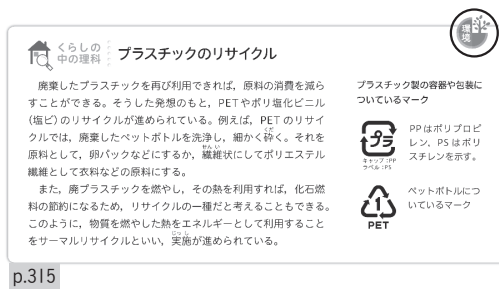 環境
くらしの
中の理科
プラスチックのリサイクル
廃棄したプラスチックを再び利用できれば，原料の消費を減ら
すことができる。そうした発想のもと，PETやポリ塩化ビニル
(塩ビ)のリサイクルが進められている。例えば，PETのリサイ
クルでは，廃棄したペットボトルを洗浄し，細かく砕く。それを
くだ
原料として，卵パックなどにするか，繊維状にしてポリエステル
せん い
繊維として衣料などの原料にする。
また，廃プラスチックを燃やし，その熱を利用すれば，化石燃
料の節約になるため，リサイクルの一種だと考えることもできる。
このように，物質を燃やした熱をエネルギーとして利用すること
をサーマルリサイクルといい，実施が進められている。
じっ し
プラスチック製の容器や包装に
ついているマーク
プラ
キャップ：PP
ラベル：PS
PPはポリプロピ
レン，PSはポリ
スチレンを示す。
1
PET
ペットボトルにつ
いているマーク
p.315